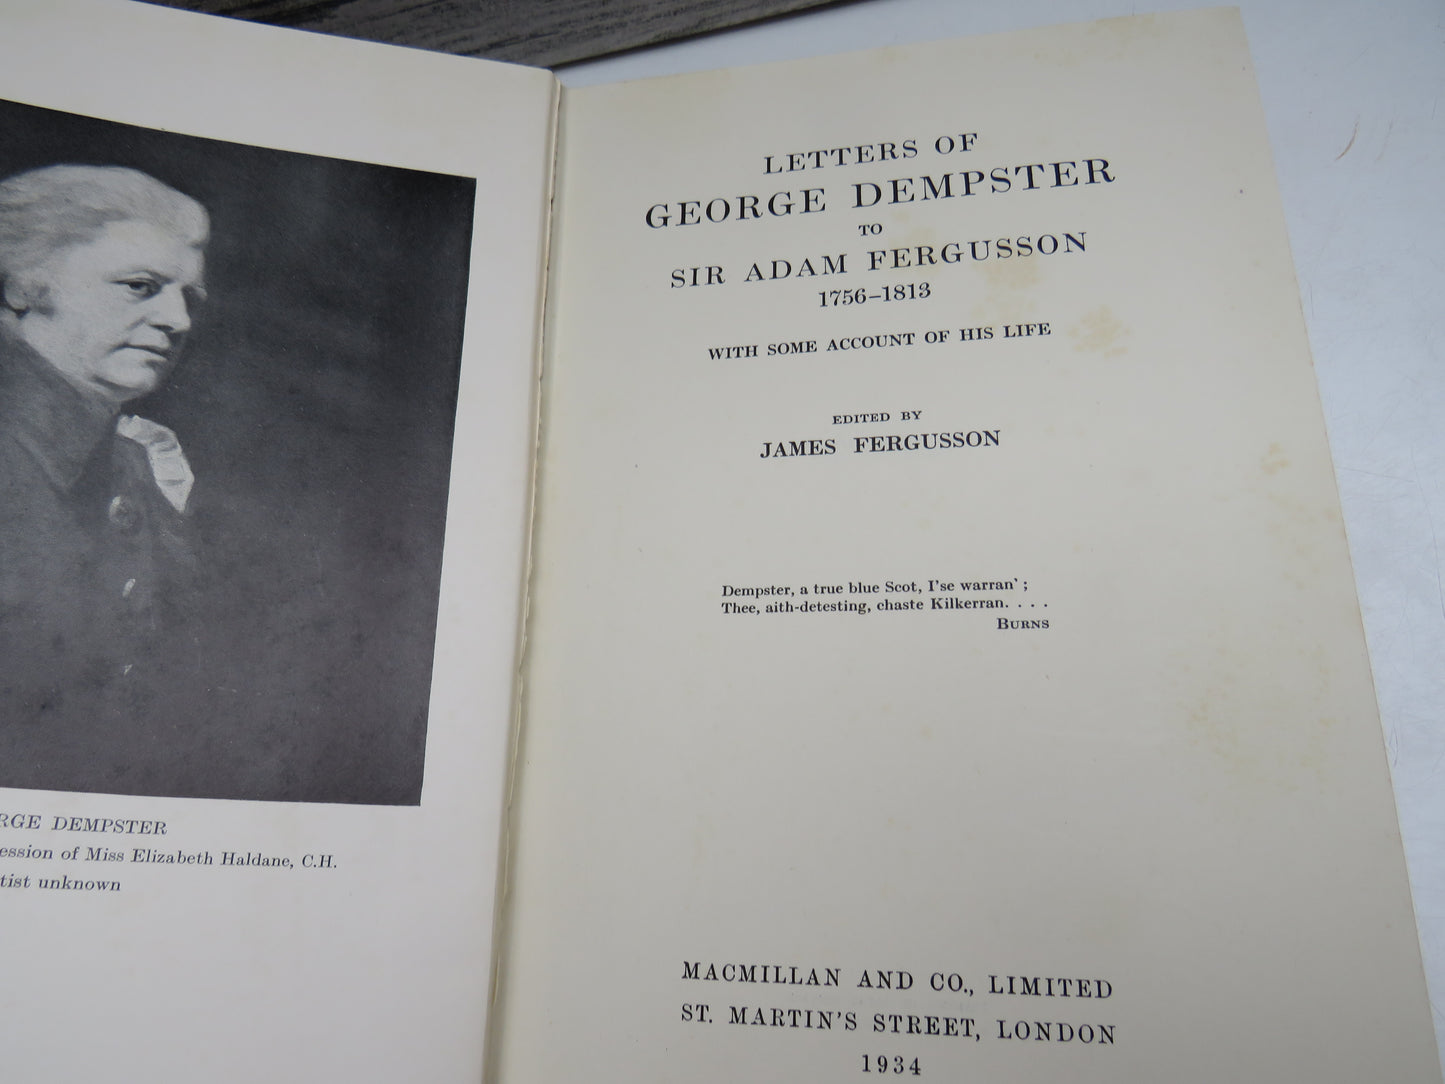 RGE DEMPSTER
ession of Miss Elizabeth Haldane, C.H.
tist unknown
LETTERS OF
GEORGE DEMPSTER
TO
SIR ADAM FERGUSSON
1756–1813
WITH SOME ACCOUNT OF HIS LIFE
EDITED BY
JAMES FERGUSSON
Dempster, a true blue Scot, I'se warran' ;
Thee, aith-detesting, chaste Kilkerran. . . .
BURNS
MACMILLAN AND CO., LIMITED
ST. MARTIN'S STREET, LONDON
1934